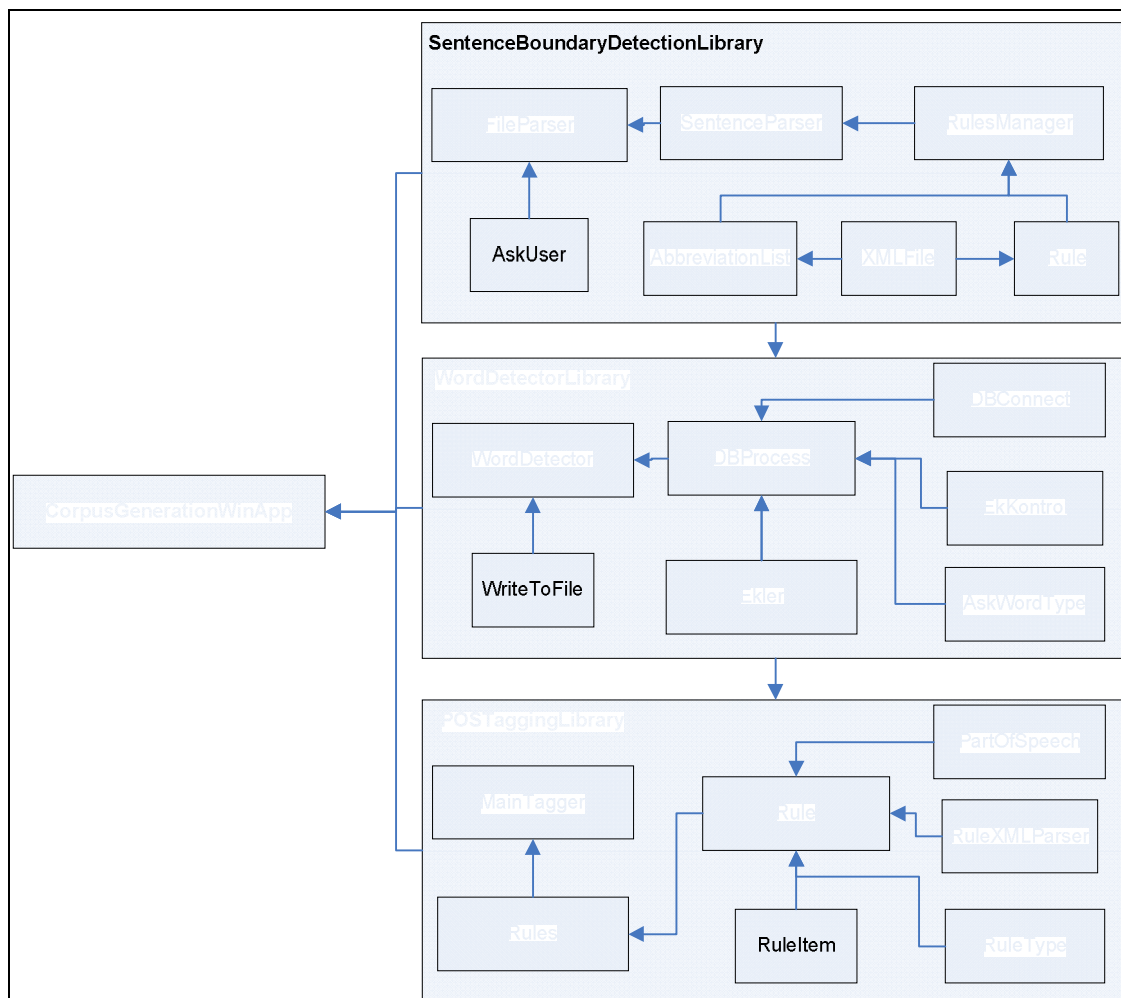 SentenceBoundaryDetectionLibrary
FileParser
SentenceParser
RulesManager
AskUser
AbbreviationList
XMLFile
Rule
WordDetectorLibrary
DBConnect
WordDetector
DBProcess
EkKontrol
CorpusGenerationWinApp
WriteToFile
Ekler
AskWordType
POSTaggingLibrary
PartOfSpeech
MainTagger
Rule
RuleXMLParser
Rules
RuleItem
RuleType